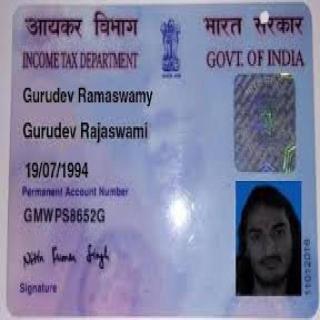 आयकर विभाग
भारत सरकार
INCOME TAX DEPARTMENT
GOVT. OF INDIA
Gurudev Ramaswamy
Gurudev Rajaswami
19/07/1994
Permanent Account Number
GMWPS8652G
Nitin Kumar Singh
Signature